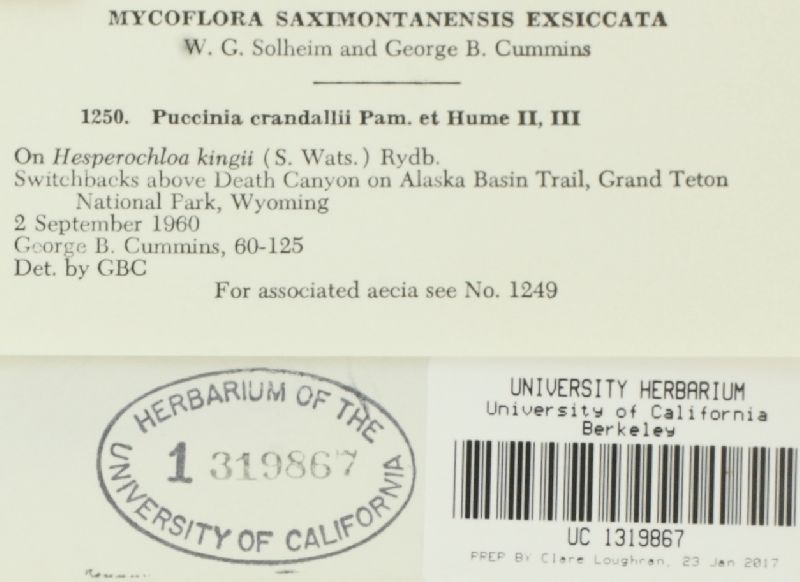 MYCOFLORA SAXIMONTANENSIS EXSICCATA
W. G. Solheim and George B. Cummins
1250. Puccinia crandallii Pam. et Hume II, III
On Hesperochloa kingii (S. Wats.) Rydb.
Switchbacks above Death Canyon on Alaska Basin Trail, Grand Teton
National Park, Wyoming
2 September 1960
George B. Cummins, 60-125
Det. by GBC
For associated aecia see No. 1249
HERBARIUM OF THE
1 319867
UNIVERSITY OF CALIFORNIA
UNIVERSITY HERBARIUM
University of California
Berkeley
UC 1319867
PREP BY Clare Loughran, 23 Jan 2017